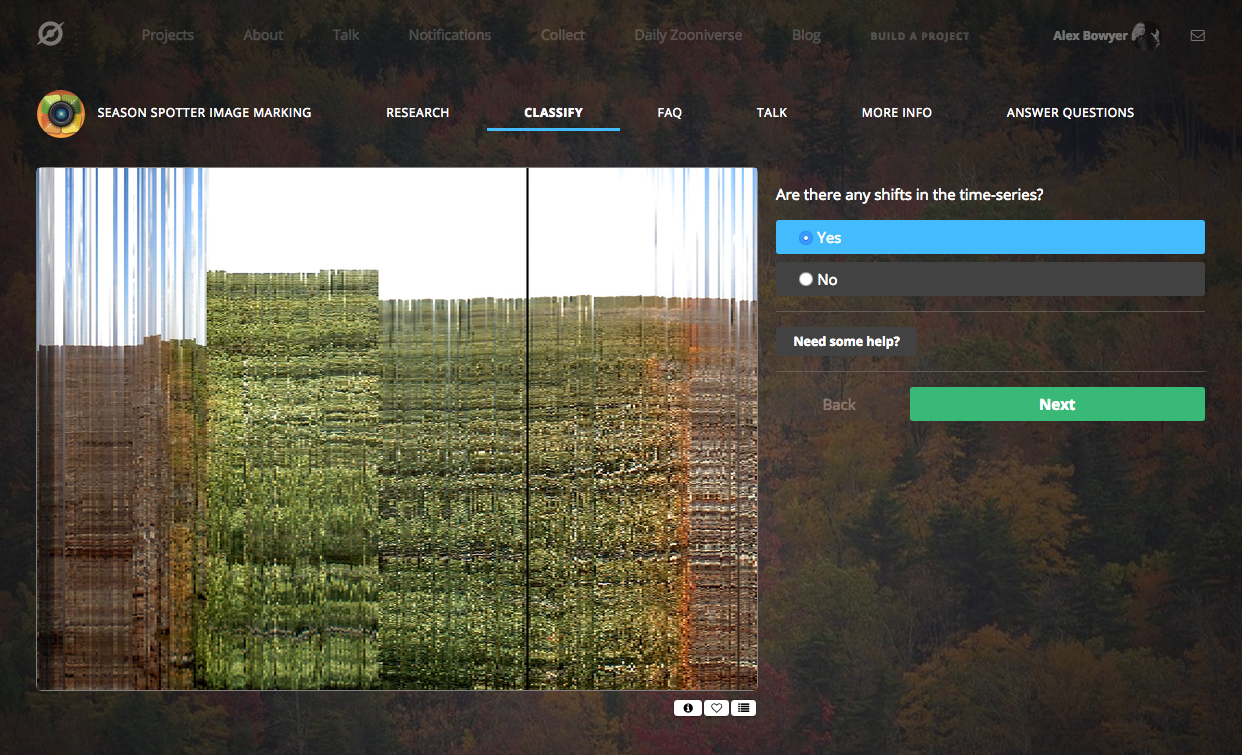 Projects About Talk Notifications Collect Daily Zooniverse Blog BUILD A PROJECT Alex Bowyer
SEASON SPOTTER IMAGE MARKING RESEARCH CLASSIFY FAQ TALK MORE INFO ANSWER QUESTIONS
Are there any shifts in the time-series?
Yes
No
Need some help?
Back Next